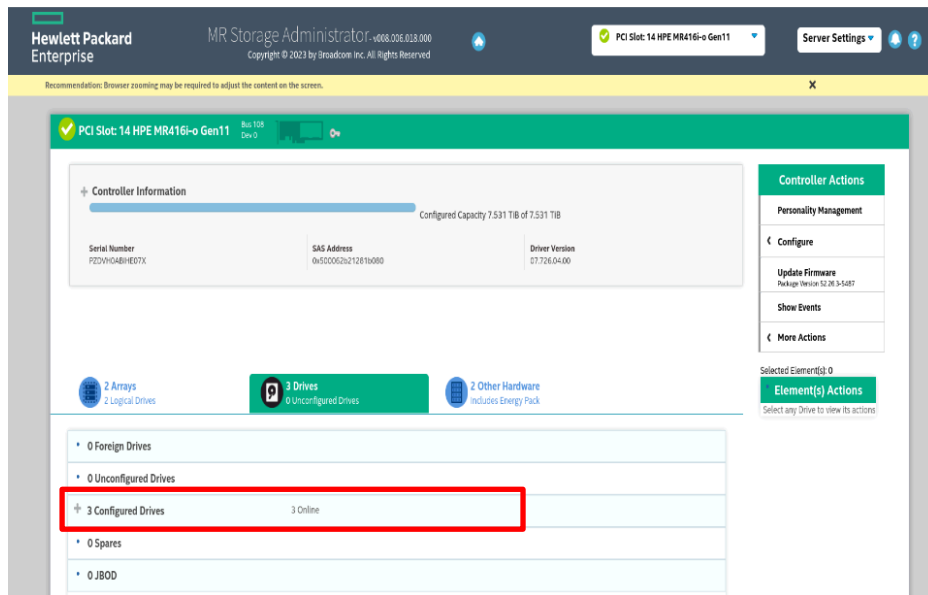 Hewlett Packard
Enterprise
MR Storage Administrator- v008.006.018.000
Copyright © 2023 by Broadcom Inc. All Rights Reserved
PCI Slot: 14 HPE MR416i-o Gen11
Server Settings
Recommendation: Browser zooming may be required to adjust the content on the screen.
X
PCI Slot: 14 HPE MR416i-o Gen11
Bus 108
Dev 0
Controller Information
Configured Capacity 7.531 TIB of 7.531 TIB
Serial Number
PZDVH0ABIHE07X
SAS Address
0x500062b21281b080
Driver Version
07.726.04.00
Controller Actions
Personality Management
Configure
Update Firmware
Package Version 52.26.3-5487
Show Events
More Actions
2 Arrays
2 Logical Drives
3 Drives
0 Unconfigured Drives
2 Other Hardware
Includes Energy Pack
Selected Element(s): 0
Element(s) Actions
Select any Drive to view its actions
0 Foreign Drives
0 Unconfigured Drives
3 Configured Drives 3 Online
0 Spares
0 JBOD